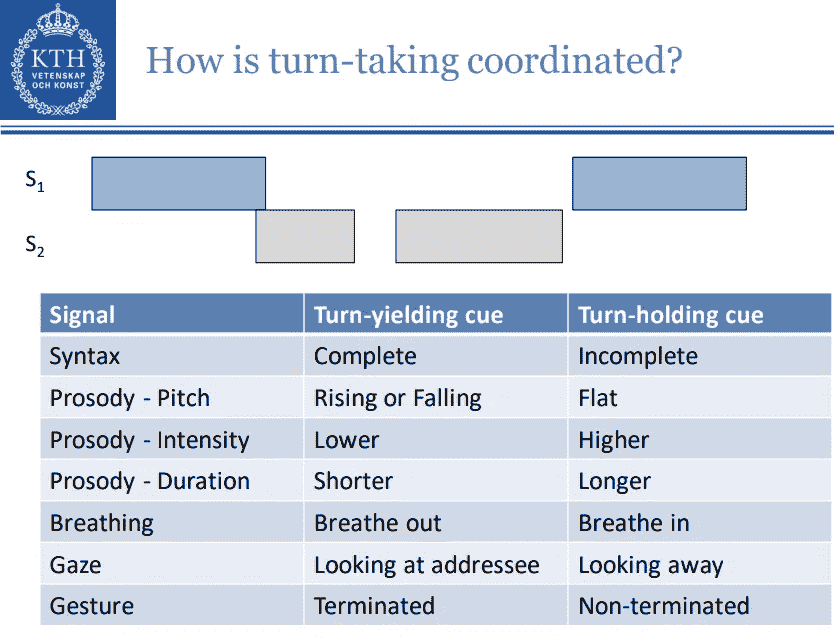 KTH
VETENSKAP
OCH KONST
How is turn-taking coordinated?
S₁
S₂
Signal Turn-yielding cue Turn-holding cue
Syntax Complete Incomplete
Prosody - Pitch Rising or Falling Flat
Prosody - Intensity Lower Higher
Prosody - Duration Shorter Longer
Breathing Breathe out Breathe in
Gaze Looking at addressee Looking away
Gesture Terminated Non-terminated